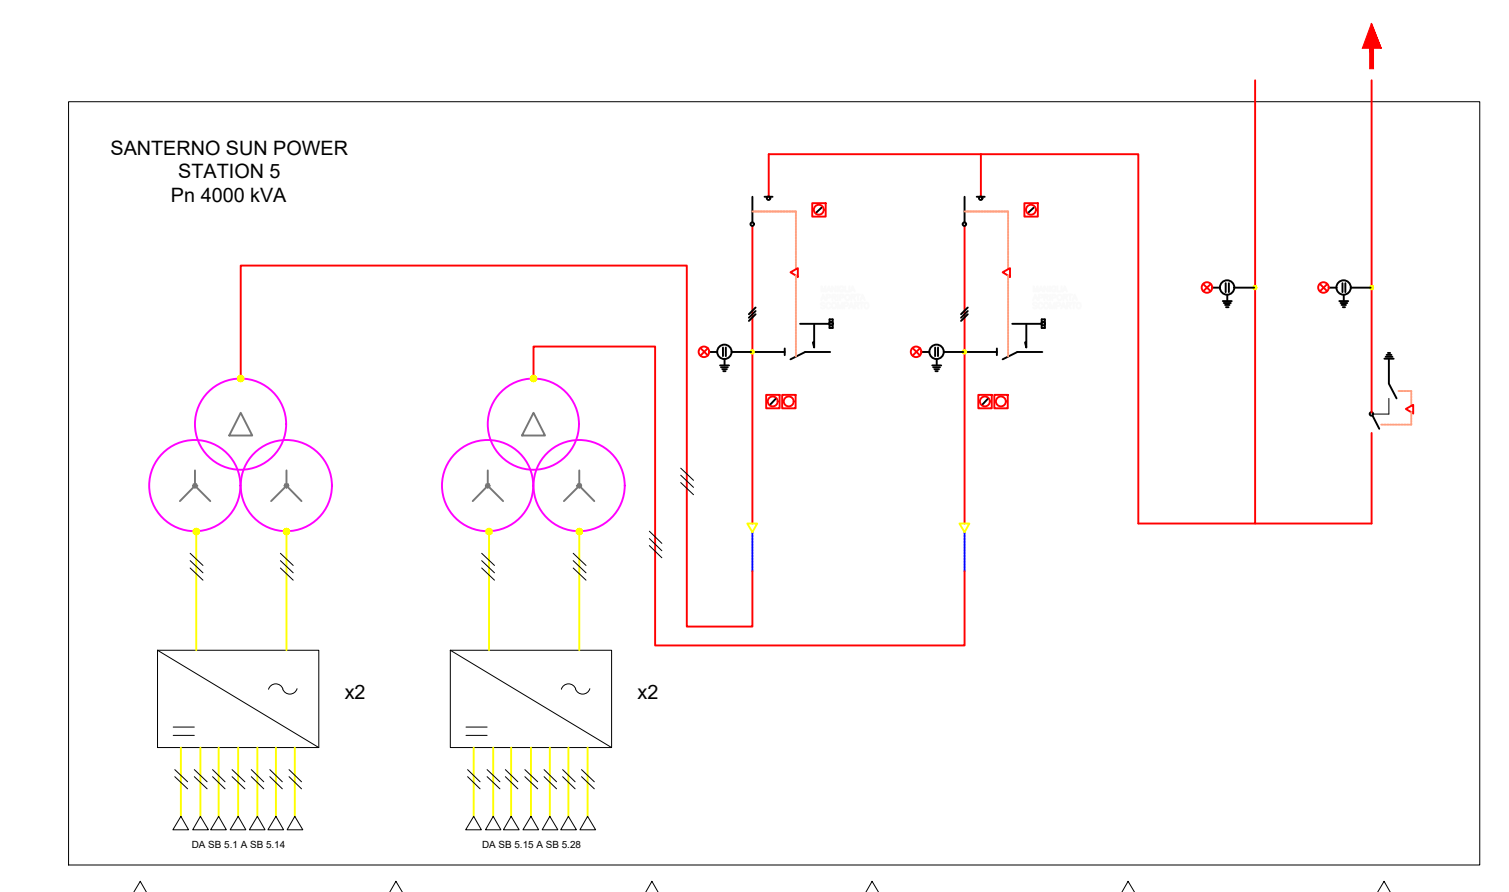 SANTERNO SUN POWER
STATION 5
Pn 4000 kVA
x2
x2
DA SB 5.1 A SB 5.14
DA SB 5.15 A SB 5.28